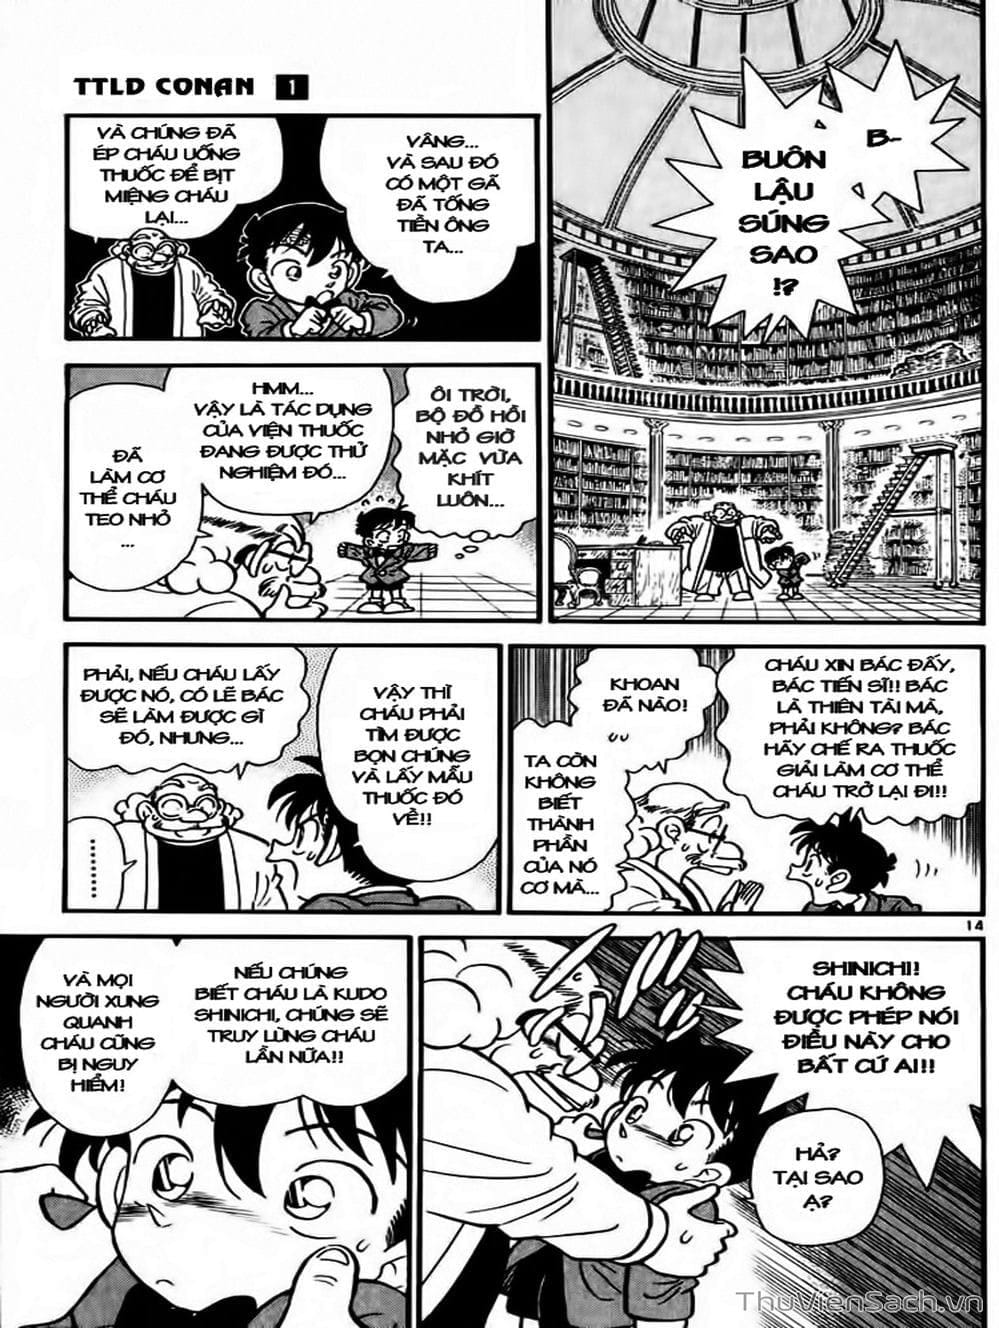 TTLD CONAN 1
B--
BUÔN
LẬU
SÚNG
SAO
!?
VÂNG...
VÀ SAU ĐÓ
CÓ MỘT GÃ
ĐÃ TỐNG
TIỀN ÔNG
TA...
VÀ CHÚNG ĐÃ
ÉP CHÁU UỐNG
THUỐC ĐỂ BỊT
MIỆNG CHÁU
LẠI...
ÔI TRỜI,
BỘ ĐỒ HỒI
NHỎ GIỜ
MẶC VỪA
KHÍT
LUÔN...
HMM...
VẬY LÀ TÁC DỤNG
CỦA VIỆN THUỐC
ĐANG ĐƯỢC THỬ
NGHIỆM ĐÓ...
ĐÃ
LÀM CƠ
THỂ CHÁU
TEO NHỎ
...
CHÁU XIN BÁC ĐẤY,
BÁC TIẾN SĨ!! BÁC
LÀ THIÊN TÀI MÀ,
PHẢI KHÔNG? BÁC
HÃY CHẾ RA THUỐC
GIẢI LÀM CƠ THỂ
CHÁU TRỞ LẠI ĐI!!
KHOAN
ĐÃ NÀO!
TA CÒN
KHÔNG
BIẾT
THÀNH
PHẦN
CỦA NÓ
CƠ MÀ...
VẬY THÌ
CHÁU PHẢI
TÌM ĐƯỢC
BỌN CHÚNG
VÀ LẤY MẪU
THUỐC ĐÓ
VỀ!!
PHẢI, NẾU CHÁU LẤY
ĐƯỢC NÓ, CÓ LẼ BÁC
SẼ LÀM ĐƯỢC GÌ
ĐÓ, NHƯNG...
........
14
SHINICHI!
CHÁU KHÔNG
ĐƯỢC PHÉP NÓI
ĐIỀU NÀY CHO
BẤT CỨ AI!!
HẢ?
TẠI SAO
Ạ?
NẾU CHÚNG
BIẾT CHÁU LÀ KUDO
SHINICHI, CHÚNG SẼ
TRUY LÙNG CHÁU
LẦN NỮA!!
VÀ MỌI
NGƯỜI XUNG
QUANH
CHÁU CŨNG
BỊ NGUY
HIỂM!
ThuVienSach.vn